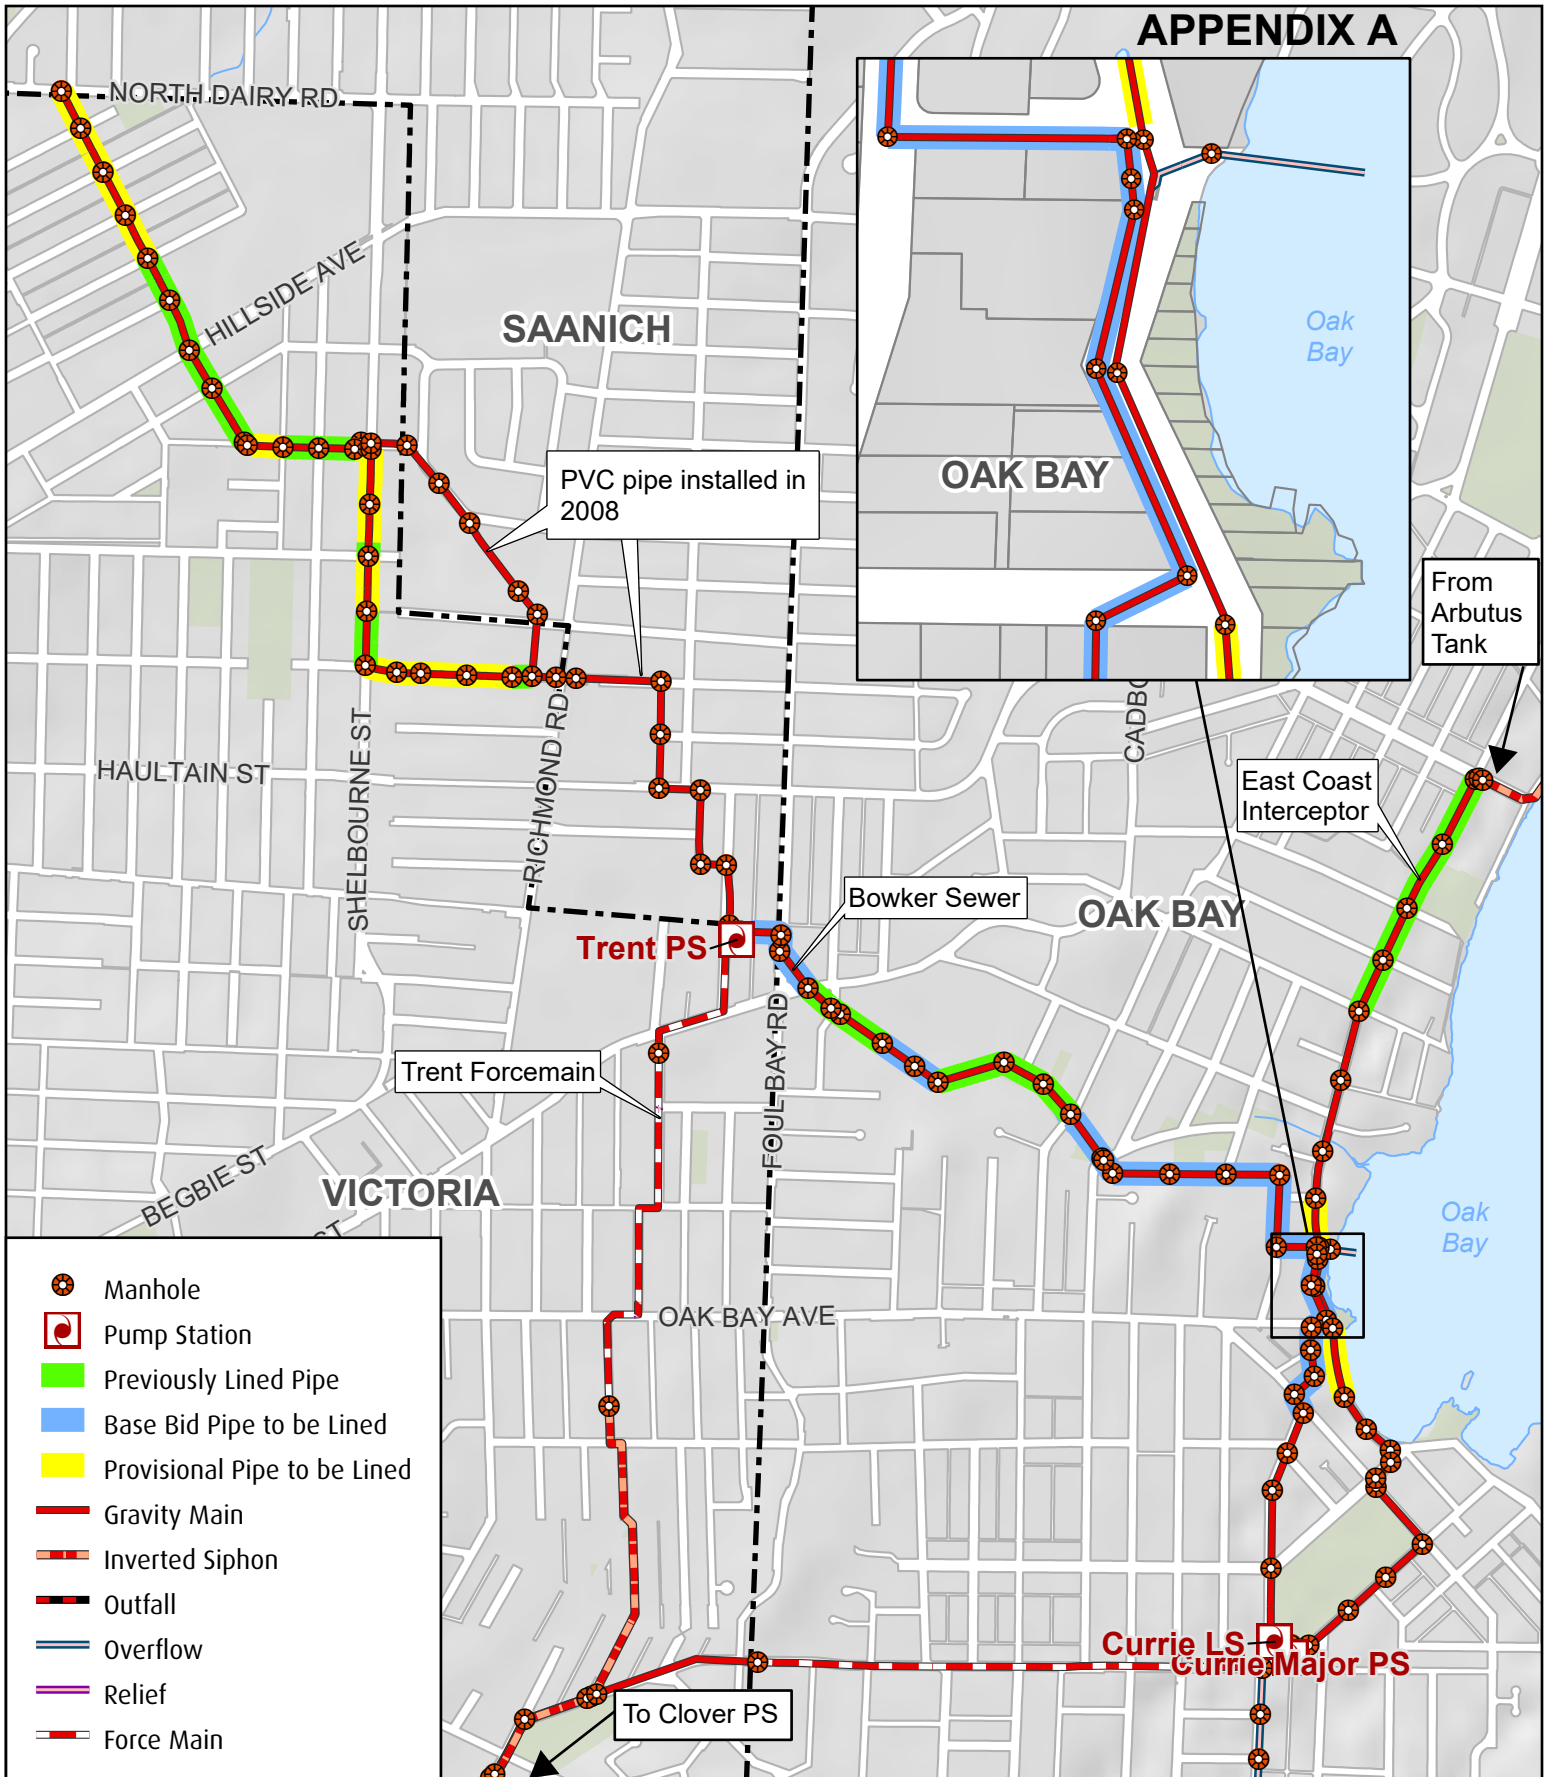 APPENDIX A
NORTH DAIRY RD
HILLSIDE AVE
SAANICH
Oak
Bay
PVC pipe installed in
2008
OAK BAY
From
Arbutus
Tank
CADBO
HAULTAIN ST
SHELBOURNE ST
RICHMOND RD
East Coast
Interceptor
Bowker Sewer
OAK BAY
Trent PS
FOUL BAY RD
Trent Forcemain
BEGBIE ST
VICTORIA
ST
Oak
Bay
OAK BAY AVE
Manhole
Pump Station
Previously Lined Pipe
Base Bid Pipe to be Lined
Provisional Pipe to be Lined
Gravity Main
Inverted Siphon
Outfall
Overflow
Relief
Force Main
Currie LS
Currie Major PS
To Clover PS